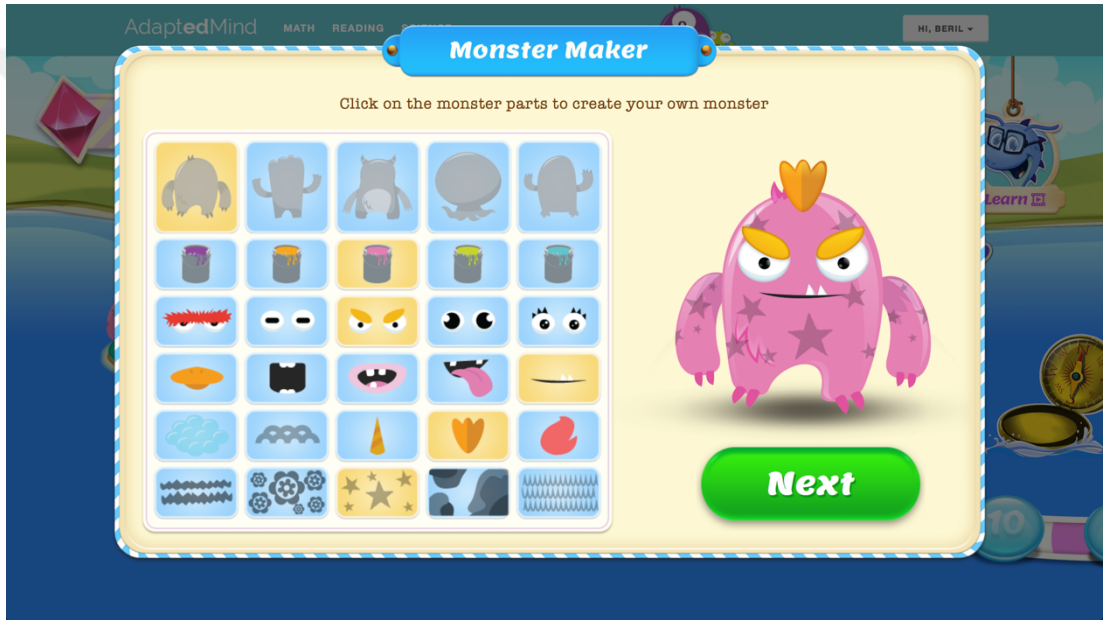 AdaptedMind MATH READING SCIENCE HI, BERIL
Monster Maker
Click on the monster parts to create your own monster
Learn
Next
10